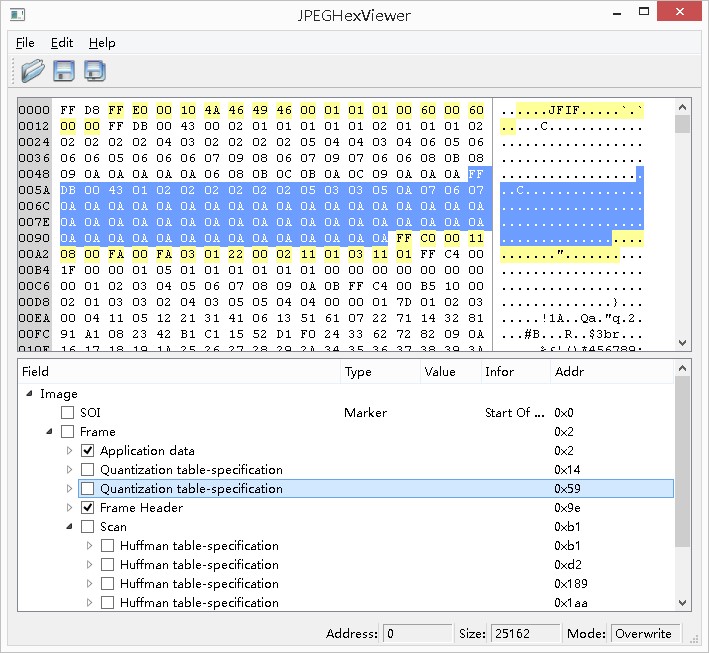 JPEGHexViewer
File Edit Help
0000 FF D8 FF E0 00 10 4A 46 49 46 00 01 01 01 00 60 00 60 ......JFIF.....`.`
0012 00 00 FF DB 00 43 00 02 01 01 01 01 01 02 01 01 01 02 .....C............
0024 02 02 02 02 04 03 02 02 02 02 05 04 04 03 04 06 05 06 ..................
0036 06 06 05 06 06 06 07 09 08 06 07 09 07 06 06 08 0B 08 ..................
0048 09 0A 0A 0A 0A 0A 06 08 0B 0C 0B 0A 0C 09 0A 0A 0A FF ..................
005A DB 00 43 01 02 02 02 02 02 02 05 03 03 05 0A 07 06 07 ..C...............
006C 0A 0A 0A 0A 0A 0A 0A 0A 0A 0A 0A 0A 0A 0A 0A 0A 0A 0A ..................
007E 0A 0A 0A 0A 0A 0A 0A 0A 0A 0A 0A 0A 0A 0A 0A 0A 0A 0A ..................
0090 0A 0A 0A 0A 0A 0A 0A 0A 0A 0A 0A 0A 0A 0A FF C0 00 11 ..................
00A2 08 00 FA 00 FA 03 01 22 00 02 11 01 03 11 01 FF C4 00 ......."..........
00B4 1F 00 00 01 05 01 01 01 01 01 01 00 00 00 00 00 00 00 ..................
00C6 00 01 02 03 04 05 06 07 08 09 0A 0B FF C4 00 B5 10 00 ..................
00D8 02 01 03 03 02 04 03 05 05 04 04 00 00 01 7D 01 02 03 ..............}...
00EA 00 04 11 05 12 21 31 41 06 13 51 61 07 22 71 14 32 81 .....!1A..Qa."q.2.
00FC 91 A1 08 23 42 B1 C1 15 52 D1 F0 24 33 62 72 82 09 0A ...#B...R..$3br...
010E 16 17 18 19 1A 25 26 27 28 29 2A 34 35 36 37 38 39 3A .....%&'()*456789:
Field Type Value Infor Addr
Image
SOI Marker Start Of ... 0x0
Frame 0x2
Application data 0x2
Quantization table-specification 0x14
Quantization table-specification 0x59
Frame Header 0x9e
Scan 0xb1
Huffman table-specification 0xb1
Huffman table-specification 0xd2
Huffman table-specification 0x189
Huffman table-specification 0x1aa
Address: 0 Size: 25162 Mode: Overwrite